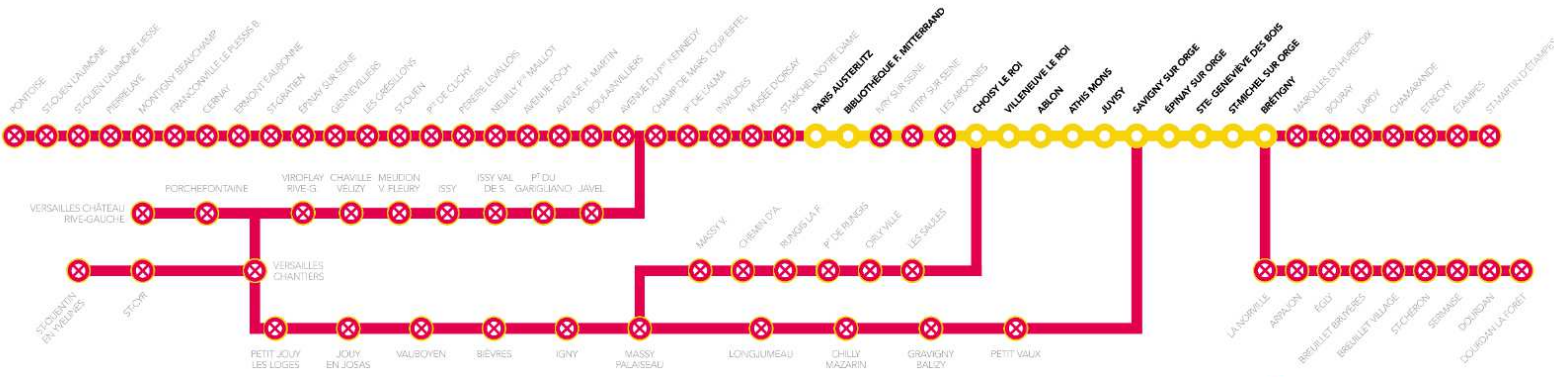 PONTOISE
ST-OUEN L'AUMÔNE
ST-OUEN L'AUMÔNE LIESSE
PIERRELAYE
MONTIGNY BEAUCHAMP
FRANCONVILLE LE PLESSIS B.
CERNAY
ERMONT EAUBONNE
ST-GRATIEN
ÉPINAY SUR SEINE
GENNEVILLIERS
LES GRÉSILLONS
ST-OUEN
PTE DE CLICHY
PEREIRE LEVALLOIS
NEUILLY PTE MAILLOT
AVENUE FOCH
AVENUE H. MARTIN
BOULAINVILLIERS
AVENUE DU PDT KENNEDY
CHAMP DE MARS TOUR EIFFEL
PT DE L'ALMA
INVALIDES
MUSÉE D'ORSAY
ST-MICHEL NOTRE DAME
PARIS AUSTERLITZ
BIBLIOTHÈQUE F. MITTERRAND
IVRY SUR SEINE
VITRY SUR SEINE
LES ARDOINES
CHOISY LE ROI
VILLENEUVE LE ROI
ABLON
ATHIS MONS
JUVISY
SAVIGNY SUR ORGE
ÉPINAY SUR ORGE
STE- GENEVIÈVE DES BOIS
ST-MICHEL SUR ORGE
BRÉTIGNY
MAROLLES EN HUREPOIX
BOURAY
LARDY
CHAMARANDE
ETRÉCHY
ÉTAMPES
ST-MARTIN D'ÉTAMPES
VERSAILLES CHÂTEAU
RIVE-GAUCHE
PORCHEFONTAINE
VIROFLAY
RIVE-G
CHAVILLE
VÉLIZY
MEUDON
V. FLEURY
ISSY
ISSY VAL
DE S.
PT DU
GARIGLIANO
JAVEL
MASSY V.
CHEMIN D'A.
RUNGIS LA F.
PT DE RUNGIS
ORLY VILLE
LES SAULES
ST-QUENTIN
EN YVELINES
ST-CYR
VERSAILLES
CHANTIERS
PETIT JOUY
LES LOGES
JOUY
EN JOSAS
VAUBOYEN
BIÈVRES
IGNY
MASSY
PALAISEAU
LONGJUMEAU
CHILLY
MAZARIN
GRAVIGNY
BALIZY
PETIT VAUX
LA NORVILLE
ARPAJON
ÉGLY
BREUILLET BRUYÈRES
BREUILLET VILLAGE
ST-CHÉRON
SERMAISE
DOURDAN
DOURDAN LA FORET